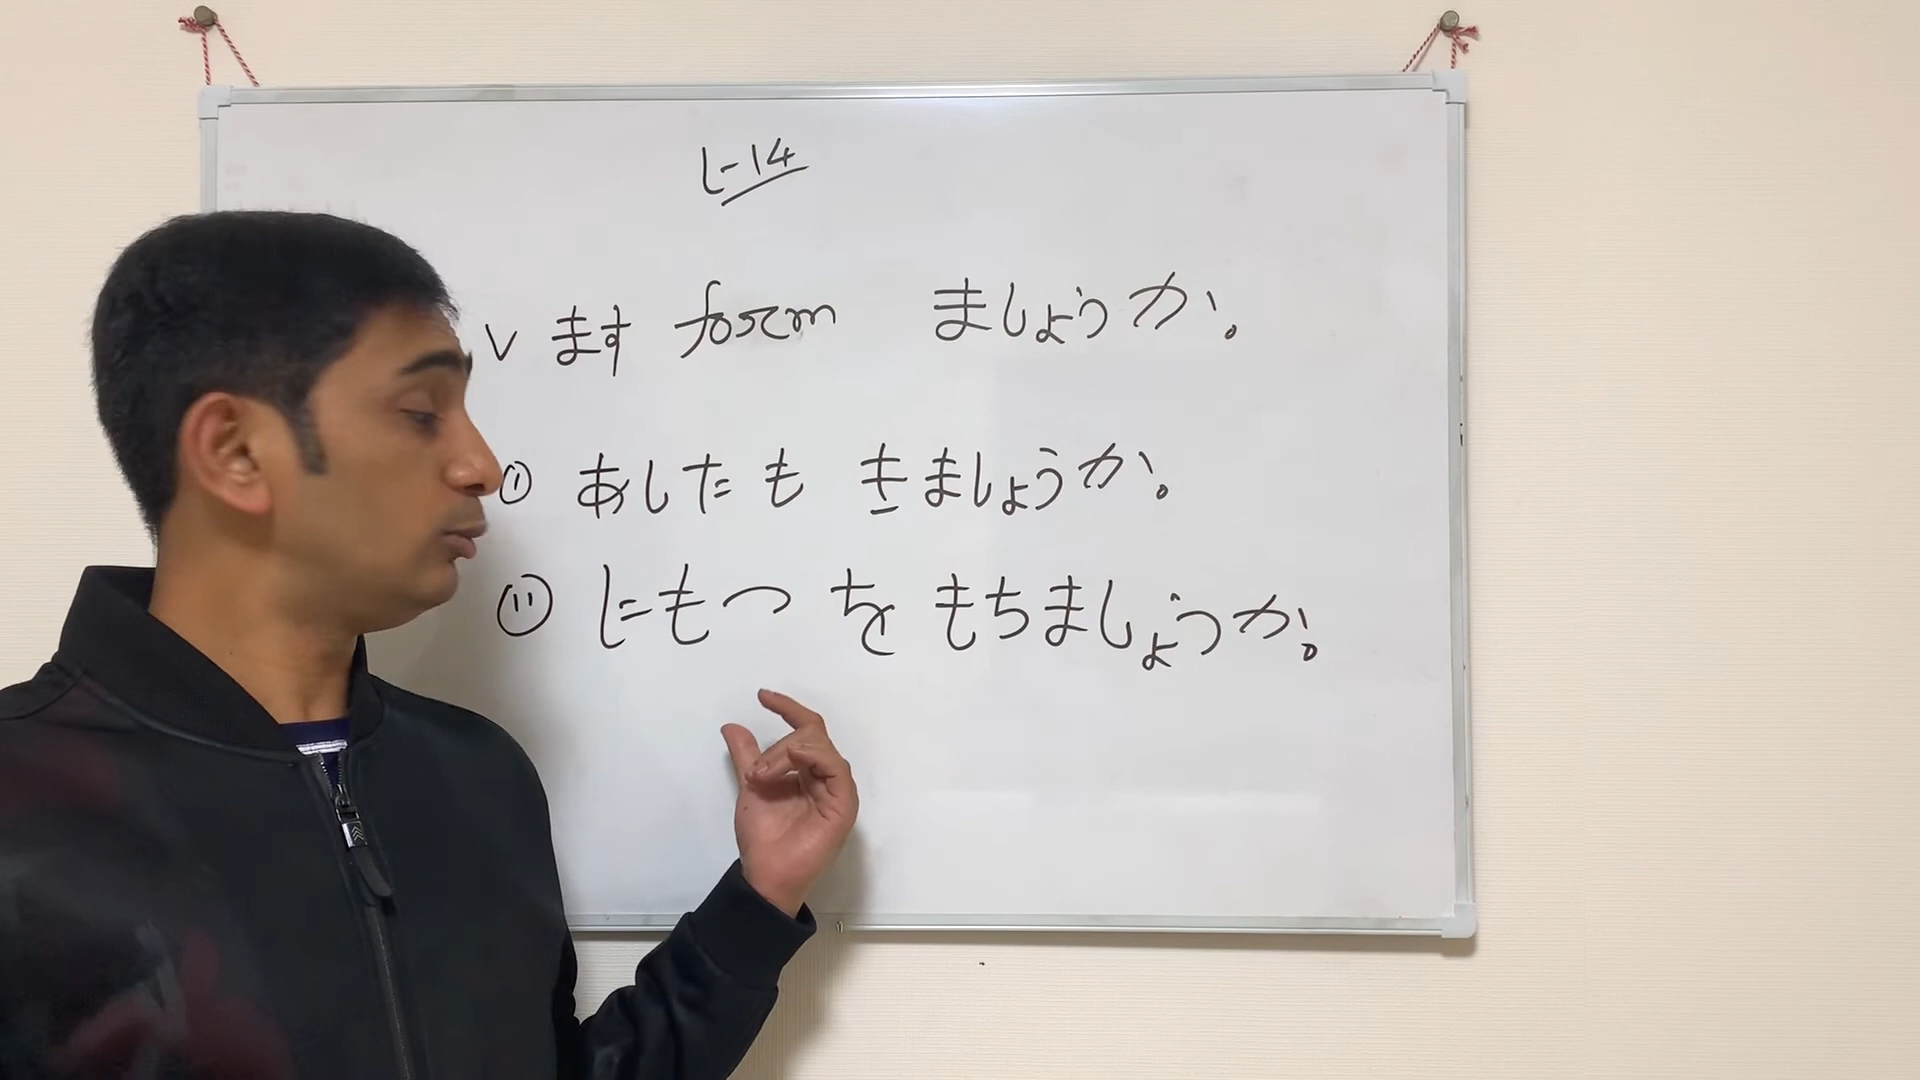 L-14
V ます form ましょうか。
① あしたも きましょうか。
⑪ にもつ を もちましょうか。